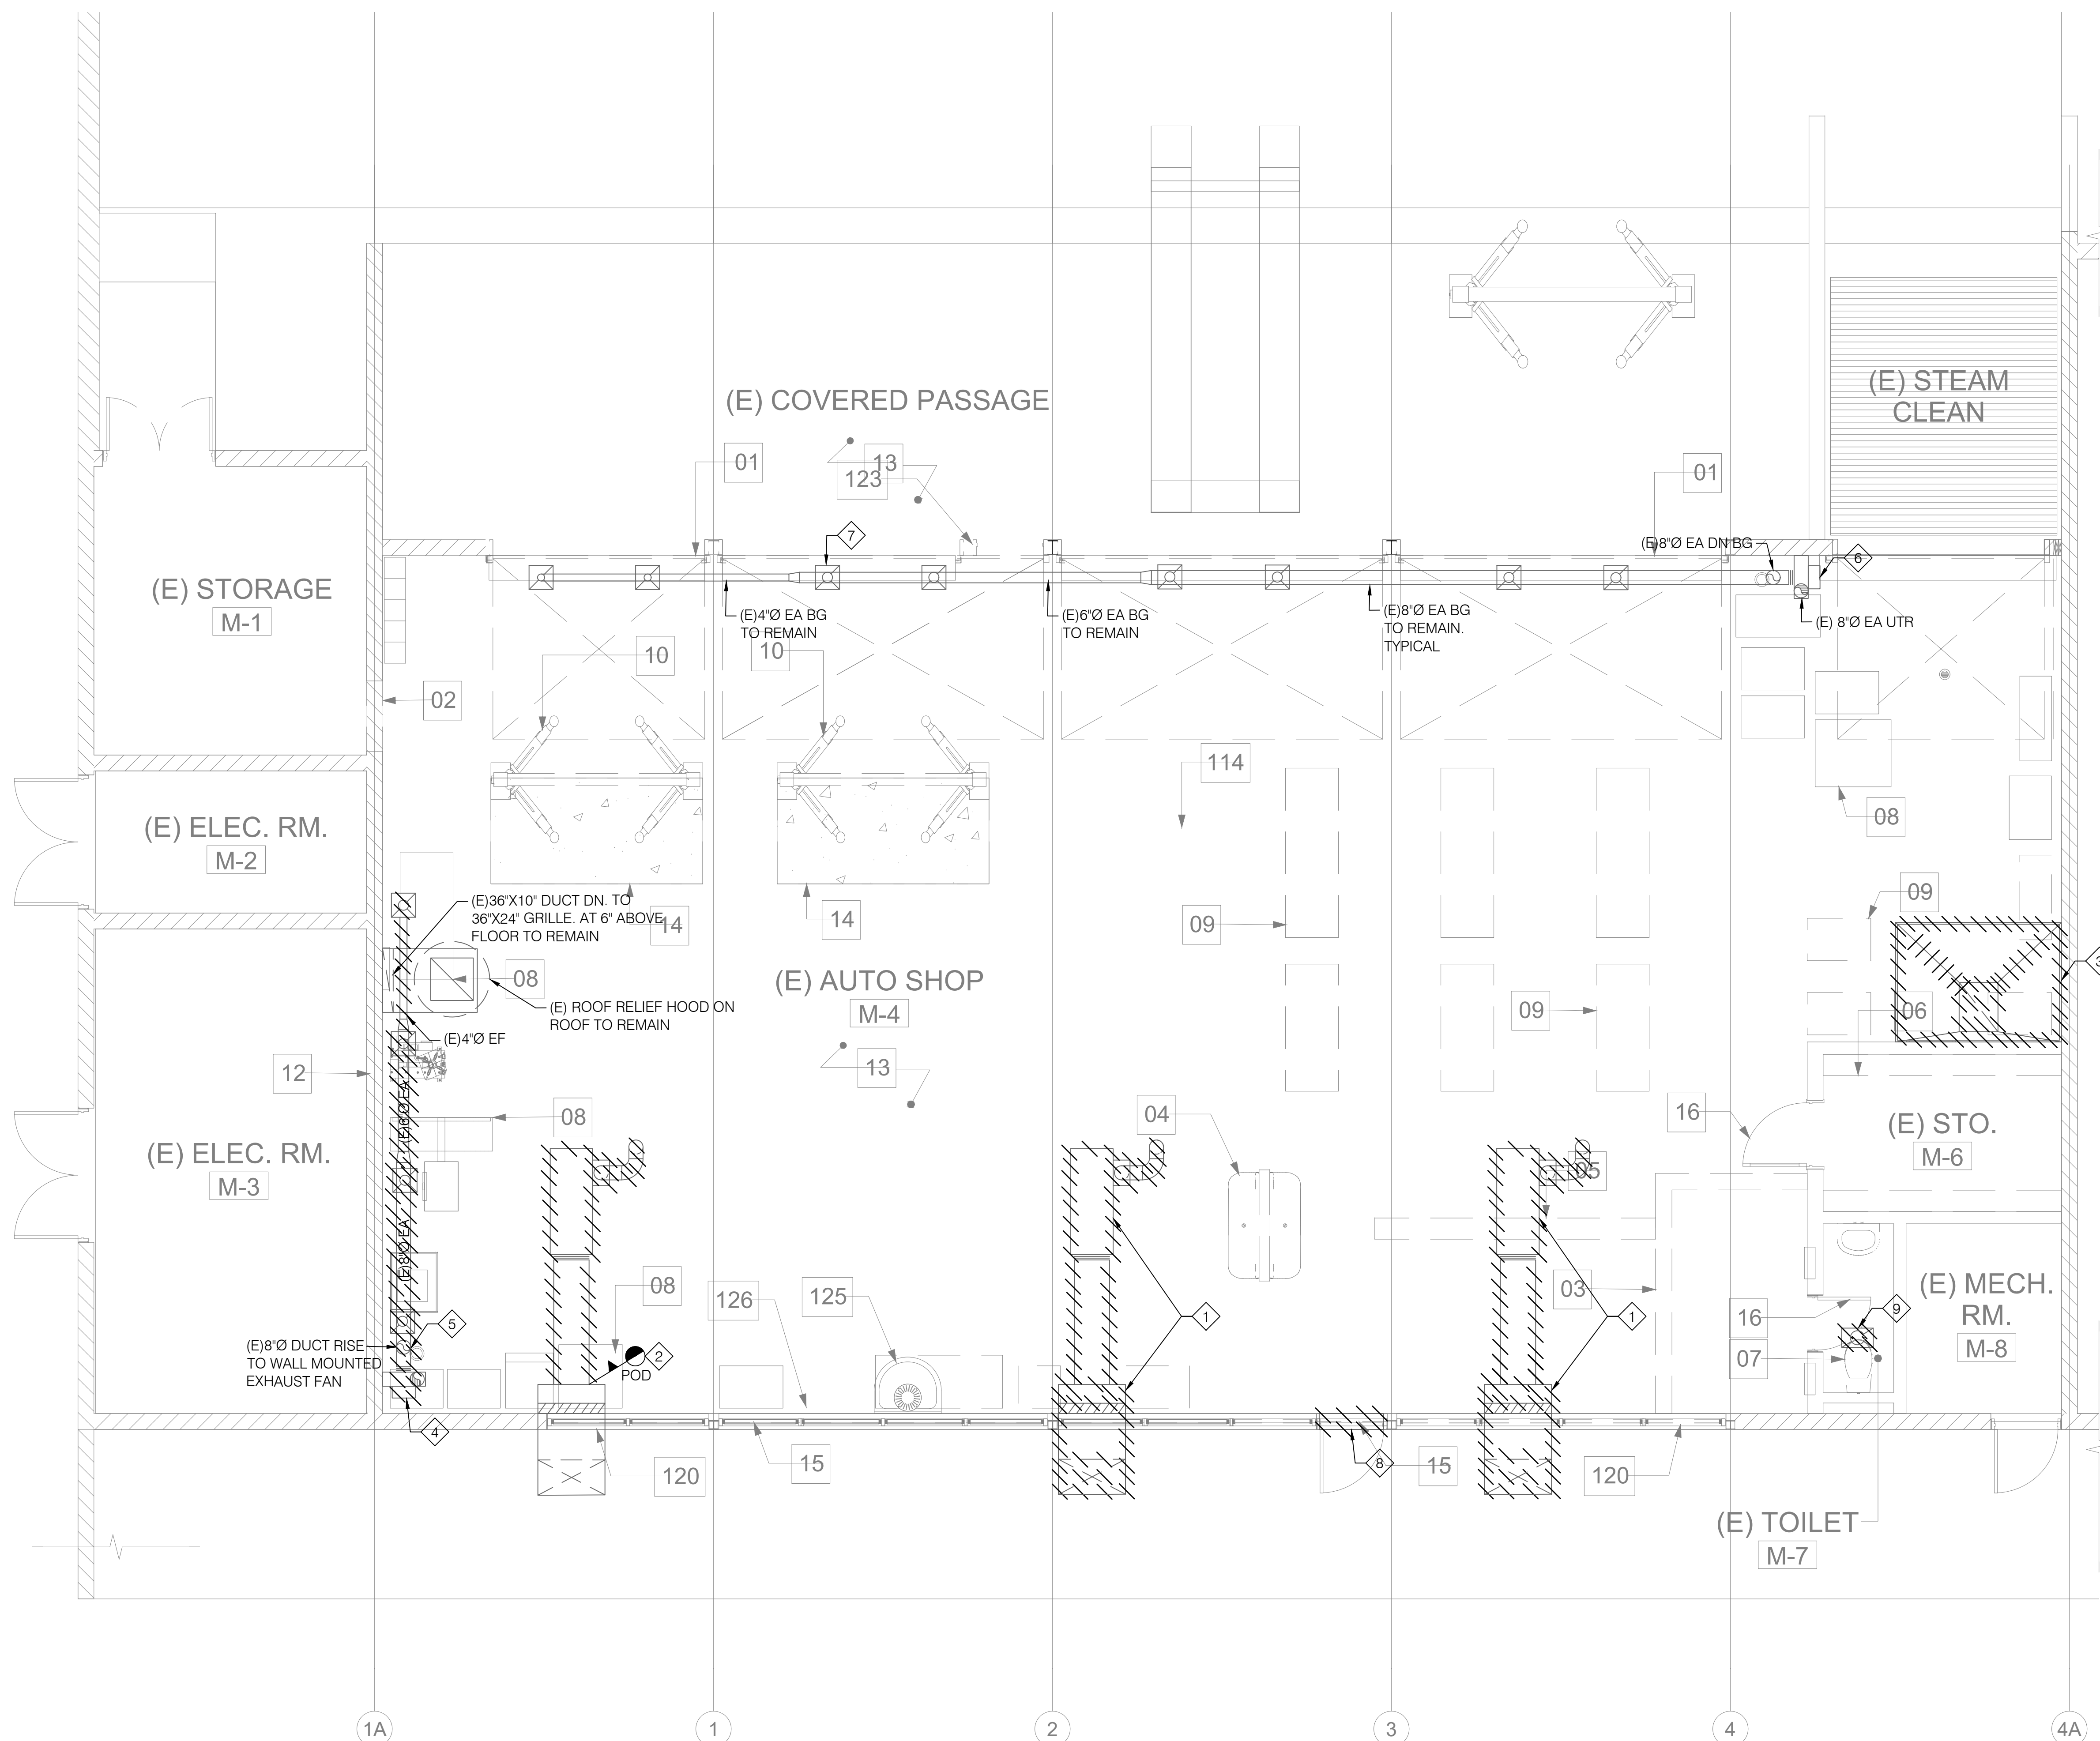 (E) COVERED PASSAGE
(E) STEAM
CLEAN
01
13
123
01
7
(E)8"Ø EA DN BG
6
(E) STORAGE
M-1
(E)4"Ø EA BG
TO REMAIN
(E)6"Ø EA BG
TO REMAIN
(E)8"Ø EA BG
TO REMAIN.
TYPICAL
(E) 8"Ø EA UTR
10
10
02
114
08
(E) ELEC. RM.
M-2
(E)36"X10" DUCT DN. TO
36"X24" GRILLE. AT 6" ABOVE
FLOOR TO REMAIN
14
14
09
09
3
08
(E) AUTO SHOP
M-4
(E) ROOF RELIEF HOOD ON
ROOF TO REMAIN
09
06
(E)4"Ø EF
12
13
(E)6"Ø EA
08
04
16
(E) STO.
M-6
(E) ELEC. RM.
M-3
05
(E)8"Ø EA
08
126
125
1
03
1
(E) MECH.
RM.
M-8
16
9
07
5
(E)8"Ø DUCT RISE
TO WALL MOUNTED
EXHAUST FAN
2
POD
4
120
15
8
15
120
(E) TOILET
M-7
1A
1
2
3
4
4A